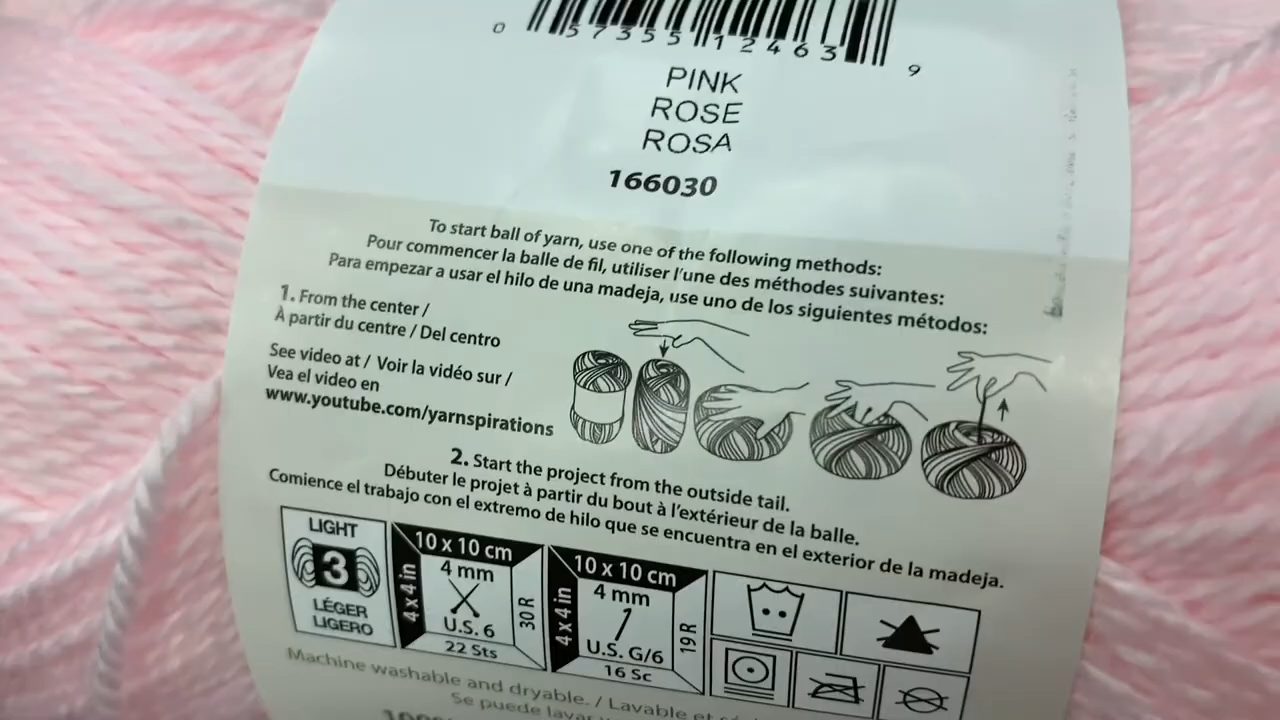 0 57355 12463 9
PINK
ROSE
ROSA
166030
To start ball of yarn, use one of the following methods:
Pour commencer la balle de fil, utiliser l'une des méthodes suivantes:
Para empezar a usar el hilo de una madeja, use uno de los siguientes métodos:
1. From the center /
À partir du centre / Del centro
See video at / Voir la vidéo sur /
Vea el video en
www.youtube.com/yarnspirations
2. Start the project from the outside tail.
Débuter le projet à partir du bout à l'extérieur de la balle.
Comience el trabajo con el extremo de hilo que se encuentra en el exterior de la madeja.
LIGHT
3
LÉGER
LIGERO
10 x 10 cm
4 x 4 in
4 mm
U.S. 6
30 R
22 Sts
10 x 10 cm
4 x 4 in
4 mm
U.S. G/6
19 R
16 Sc
Machine washable and dryable. / Lavable et
Se puede